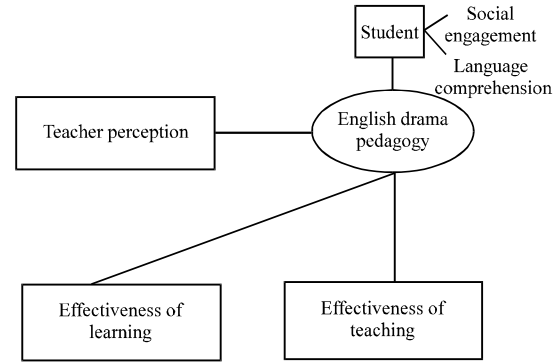 Social
engagement
Student
Language
comprehension
English drama
pedagogy
Teacher perception
Effectiveness of
learning
Effectiveness of
teaching